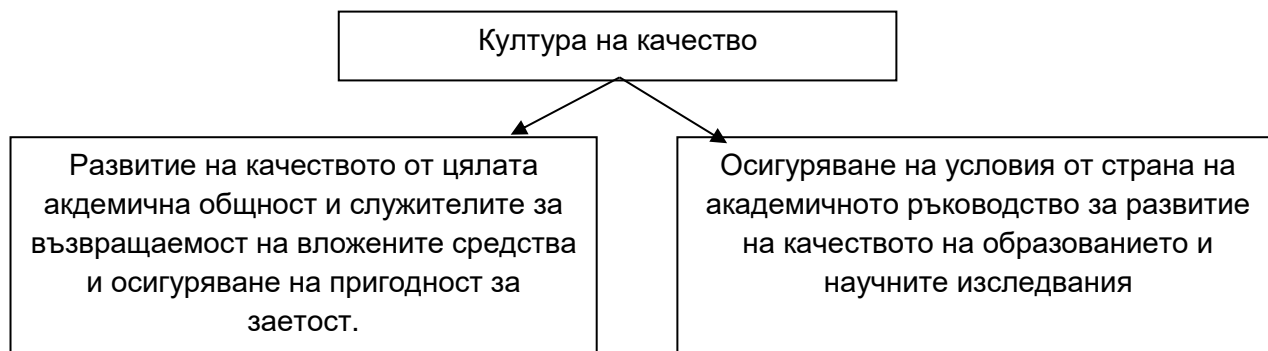 Култура на качество
Развитие на качеството от цялата
акдемична общност и служителите за
възвращаемост на вложените средства
и осигуряване на пригодност за
заетост.
Осигуряване на условия от страна на
академичното ръководство за развитие
на качеството на образованието и
научните изследвания